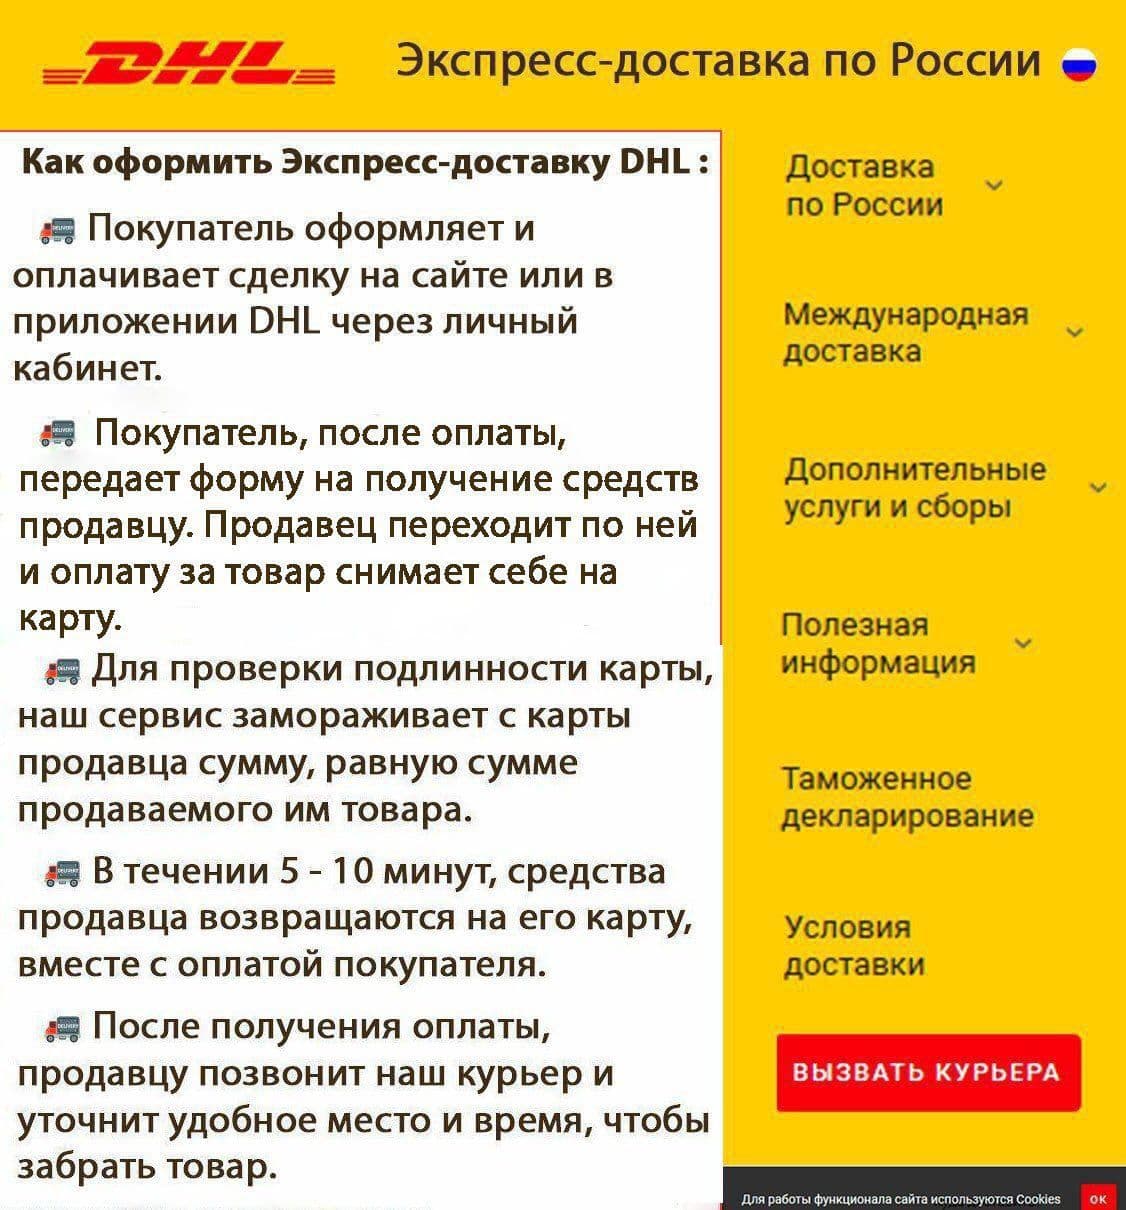 DHL Экспресс-доставка по России
Как оформить Экспресс-доставку DHL :
Покупатель оформляет и
оплачивает сделку на сайте или в
приложении DHL через личный
кабинет.
Покупатель, после оплаты,
передает форму на получение средств
продавцу. Продавец переходит по ней
и оплату за товар снимает себе на
карту.
Для проверки подлинности карты,
наш сервис замораживает с карты
продавца сумму, равную сумме
продаваемого им товара.
В течении 5 - 10 минут, средства
продавца возвращаются на его карту,
вместе с оплатой покупателя.
После получения оплаты,
продавцу позвонит наш курьер и
уточнит удобное место и время, чтобы
забрать товар.
Доставка
по России
Международная
доставка
Дополнительные
услуги и сборы
Полезная
информация
Таможенное
декларирование
Условия
доставки
ВЫЗВАТЬ КУРЬЕРА
Для работы функционала сайта используются Cookies OK